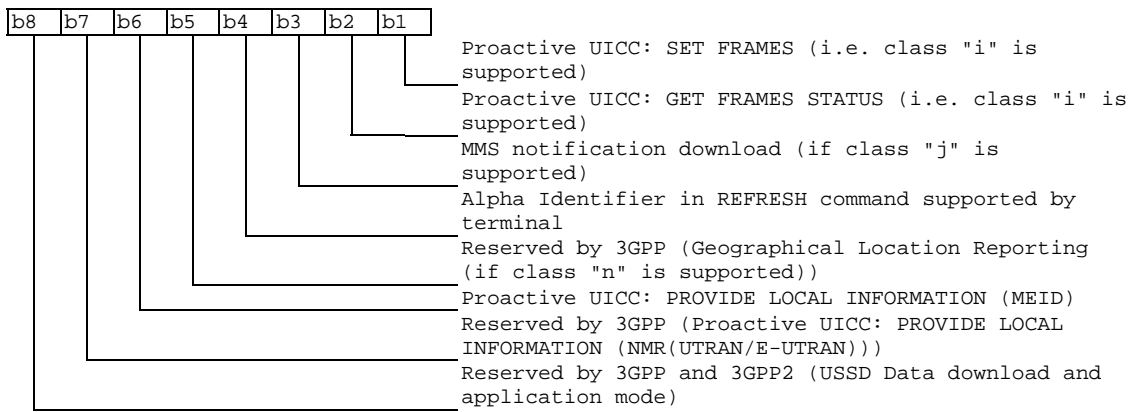 b8 b7 b6 b5 b4 b3 b2 b1
Proactive UICC: SET FRAMES (i.e. class "i" is
supported)
Proactive UICC: GET FRAMES STATUS (i.e. class "i" is
supported)
MMS notification download (if class "j" is
supported)
Alpha Identifier in REFRESH command supported by
terminal
Reserved by 3GPP (Geographical Location Reporting
(if class "n" is supported))
Proactive UICC: PROVIDE LOCAL INFORMATION (MEID)
Reserved by 3GPP (Proactive UICC: PROVIDE LOCAL
INFORMATION (NMR(UTRAN/E-UTRAN)))
Reserved by 3GPP and 3GPP2 (USSD Data download and
application mode)